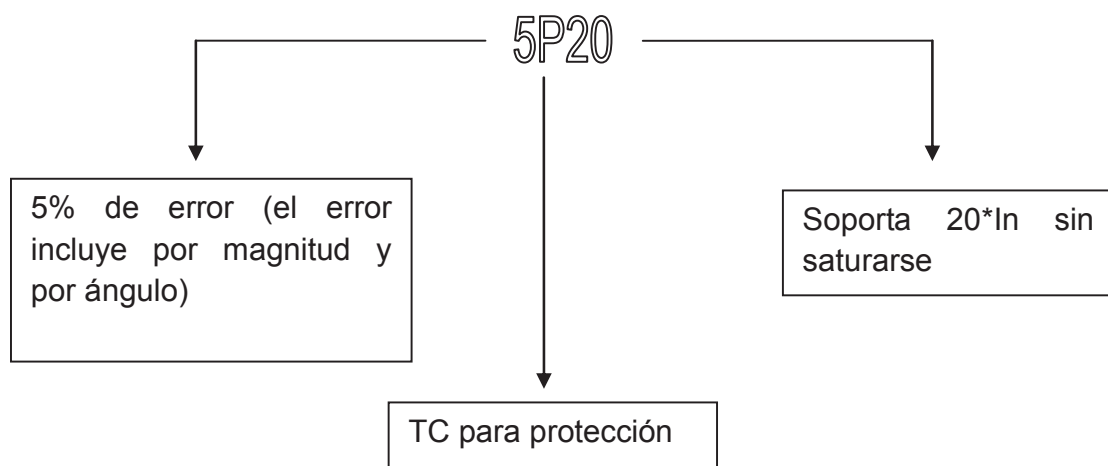 5P20
5% de error (el error
incluye por magnitud y
por ángulo)
Soporta 20*In sin
saturarse
TC para protección